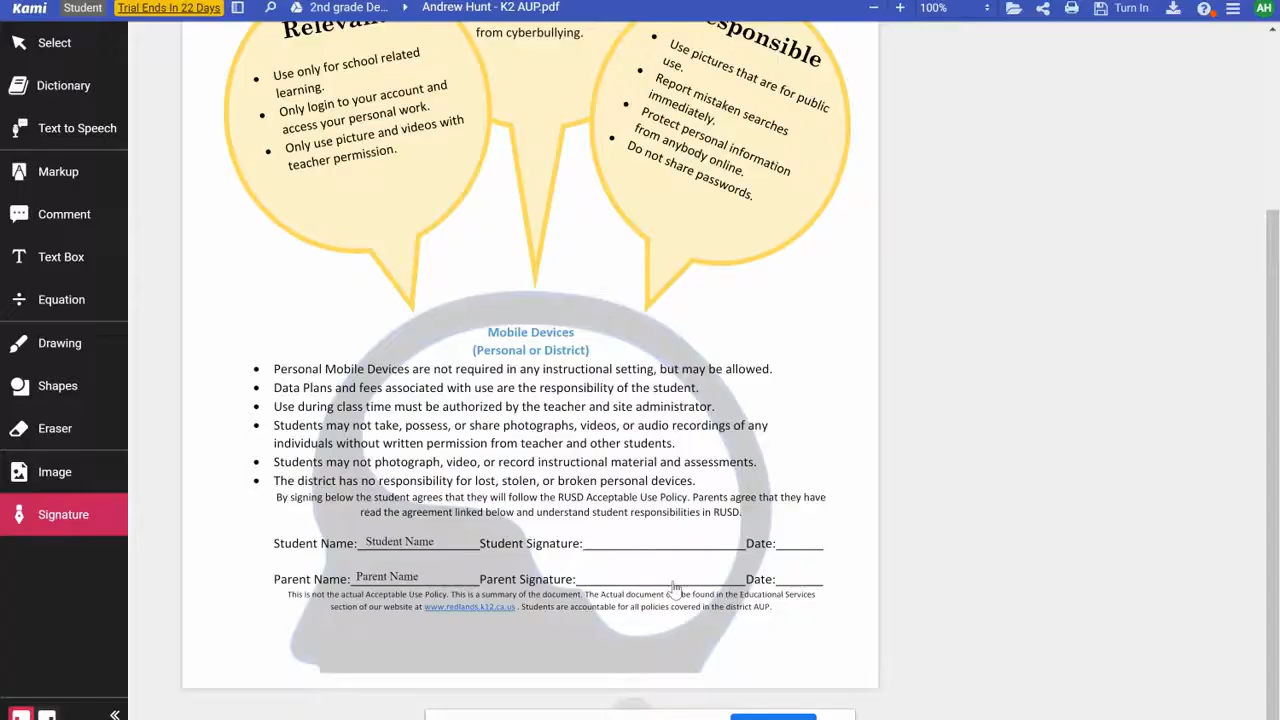 Kami Student Trial Ends In 22 Days 2nd grade De... Andrew Hunt - K2 AUP.pdf 100% Turn In AH
Select
Dictionary
Text to Speech
Markup
Comment
Text Box
Equation
Drawing
Shapes
Eraser
Image
Signature
• Use only for school related
learning.
• Only login to your account and
access your personal work.
• Only use picture and videos with
teacher permission.
from cyberbullying.
• Use pictures that are for public
use.
• Report mistaken searches
immediately.
• Protect personal information
from anybody online.
• Do not share passwords.
Mobile Devices
(Personal or District)
• Personal Mobile Devices are not required in any instructional setting, but may be allowed.
• Data Plans and fees associated with use are the responsibility of the student.
• Use during class time must be authorized by the teacher and site administrator.
• Students may not take, possess, or share photographs, videos, or audio recordings of any
individuals without written permission from teacher and other students.
• Students may not photograph, video, or record instructional material and assessments.
• The district has no responsibility for lost, stolen, or broken personal devices.
By signing below the student agrees that they will follow the RUSD Acceptable Use Policy. Parents agree that they have
read the agreement linked below and understand student responsibilities in RUSD.
Student Name: Student Name Student Signature: Date:
Parent Name: Parent Name Parent Signature: Date:
This is not the actual Acceptable Use Policy. This is a summary of the document. The Actual document be found in the Educational Services
section of our website at www.redlands.k12.ca.us . Students are accountable for all policies covered in the district AUP.